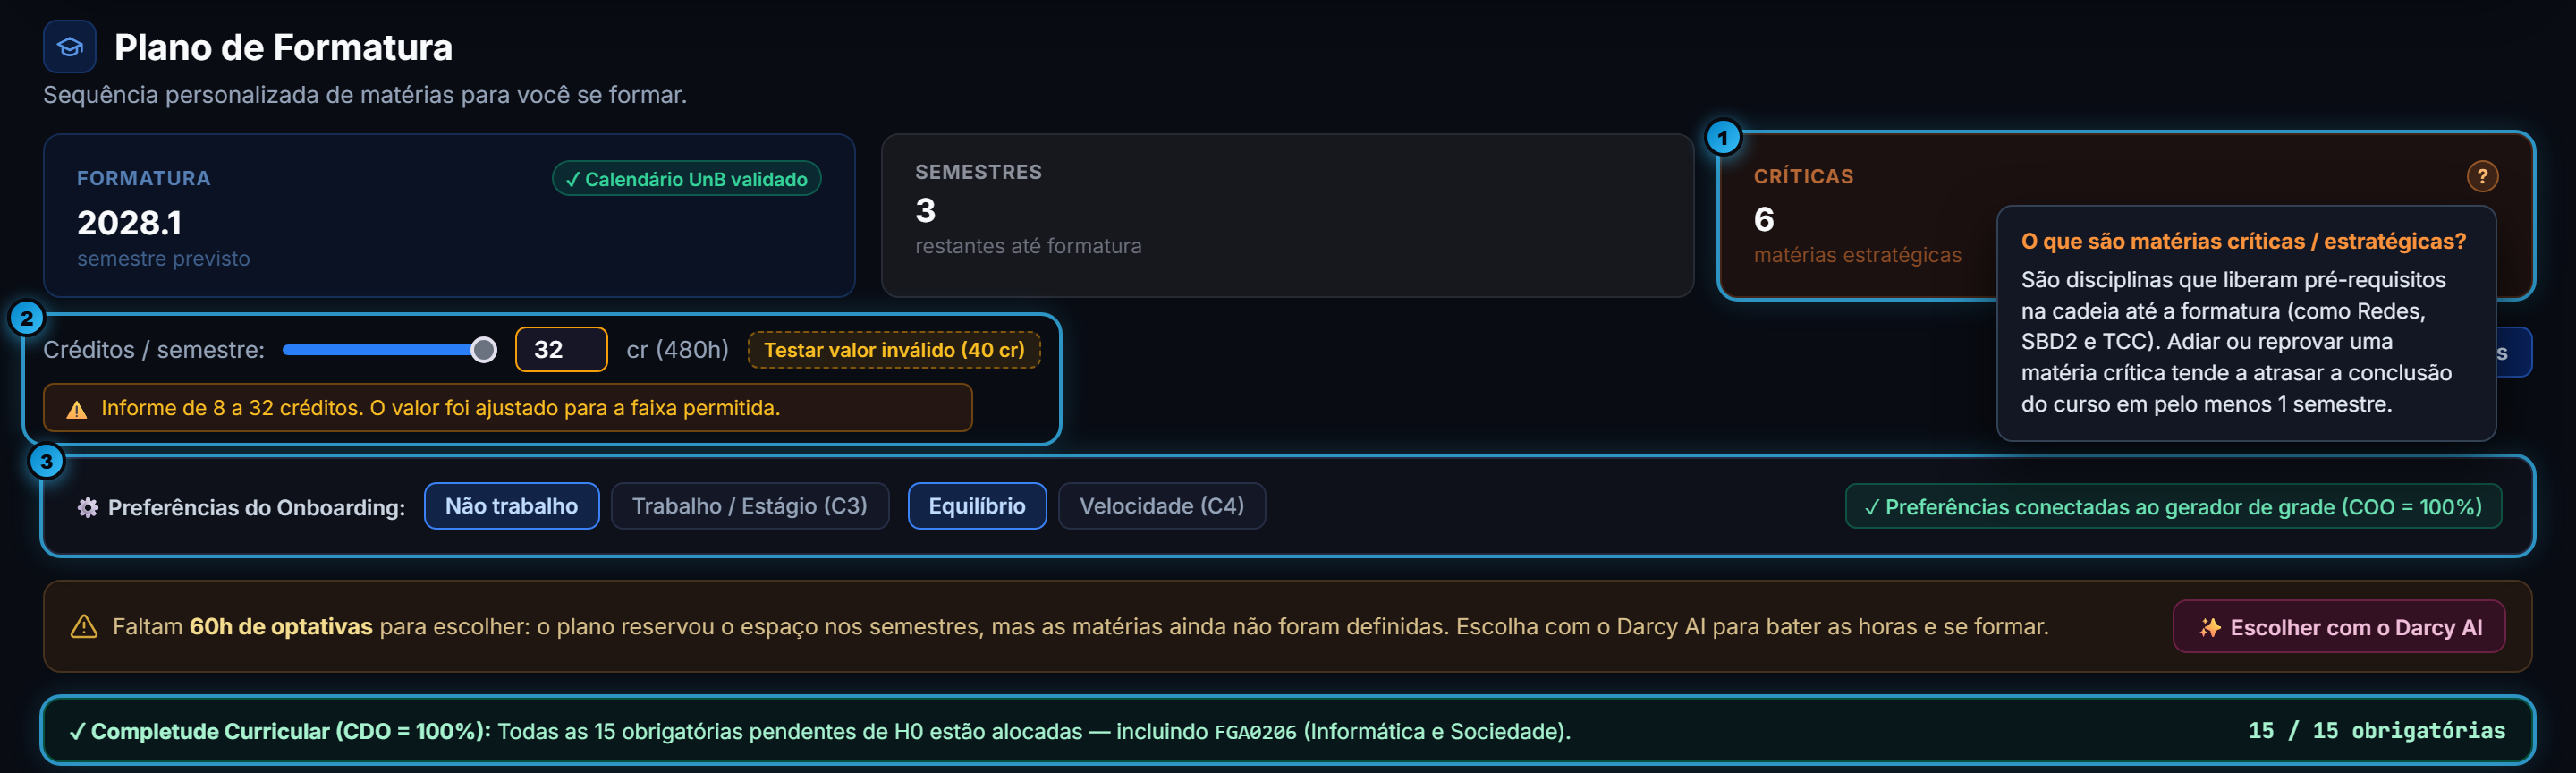 Plano de Formatura
Sequência personalizada de matérias para você se formar.
FORMATURA
✓ Calendário UnB validado
2028.1
semestre previsto
SEMESTRES
3
restantes até formatura
1
CRÍTICAS
?
6
matérias estratégicas
O que são matérias críticas / estratégicas?
São disciplinas que liberam pré-requisitos
na cadeia até a formatura (como Redes,
SBD2 e TCC). Adiar ou reprovar uma
matéria crítica tende a atrasar a conclusão
do curso em pelo menos 1 semestre.
2
Créditos / semestre:
32
cr (480h)
Testar valor inválido (40 cr)
Informe de 8 a 32 créditos. O valor foi ajustado para a faixa permitida.
3
Preferências do Onboarding:
Não trabalho
Trabalho / Estágio (C3)
Equilíbrio
Velocidade (C4)
✓ Preferências conectadas ao gerador de grade (COO = 100%)
Faltam 60h de optativas para escolher: o plano reservou o espaço nos semestres, mas as matérias ainda não foram definidas. Escolha com o Darcy AI para bater as horas e se formar.
✨ Escolher com o Darcy AI
✓ Completude Curricular (CDO = 100%): Todas as 15 obrigatórias pendentes de H0 estão alocadas — incluindo FGA0206 (Informática e Sociedade).
15 / 15 obrigatórias